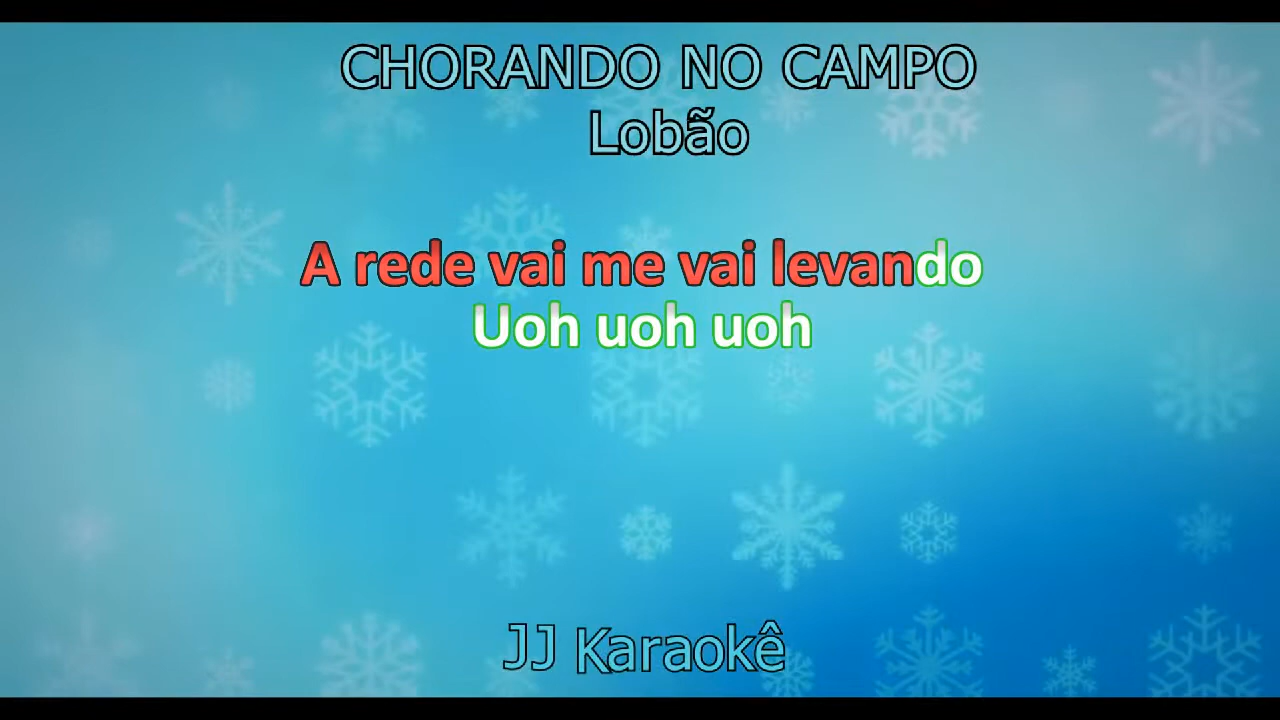 CHORANDO NO CAMPO
Lobão
A rede vai me vai levando
Uoh uoh uoh
JJ Karaokê